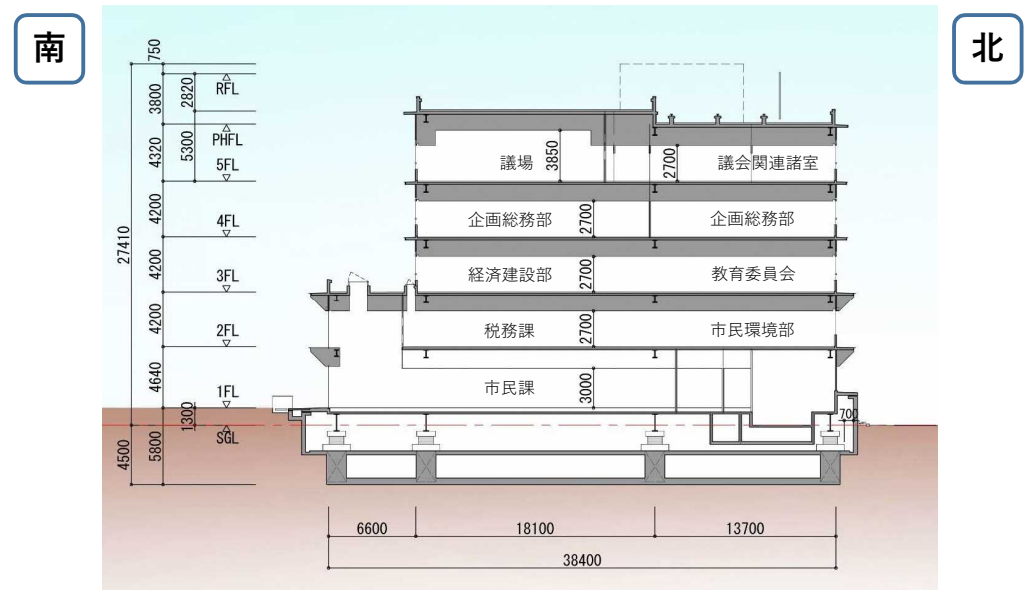 南
北
750
3800
2820
RFL
PHFL
5300
4320
5FL
4200
4FL
27410
4200
3FL
4200
2FL
4640
1FL
1300
SGL
4500
5800
議場
3850
2700
議会関連諸室
企画総務部
2700
企画総務部
経済建設部
2700
教育委員会
税務課
2700
市民環境部
市民課
3000
700
6600
18100
13700
38400